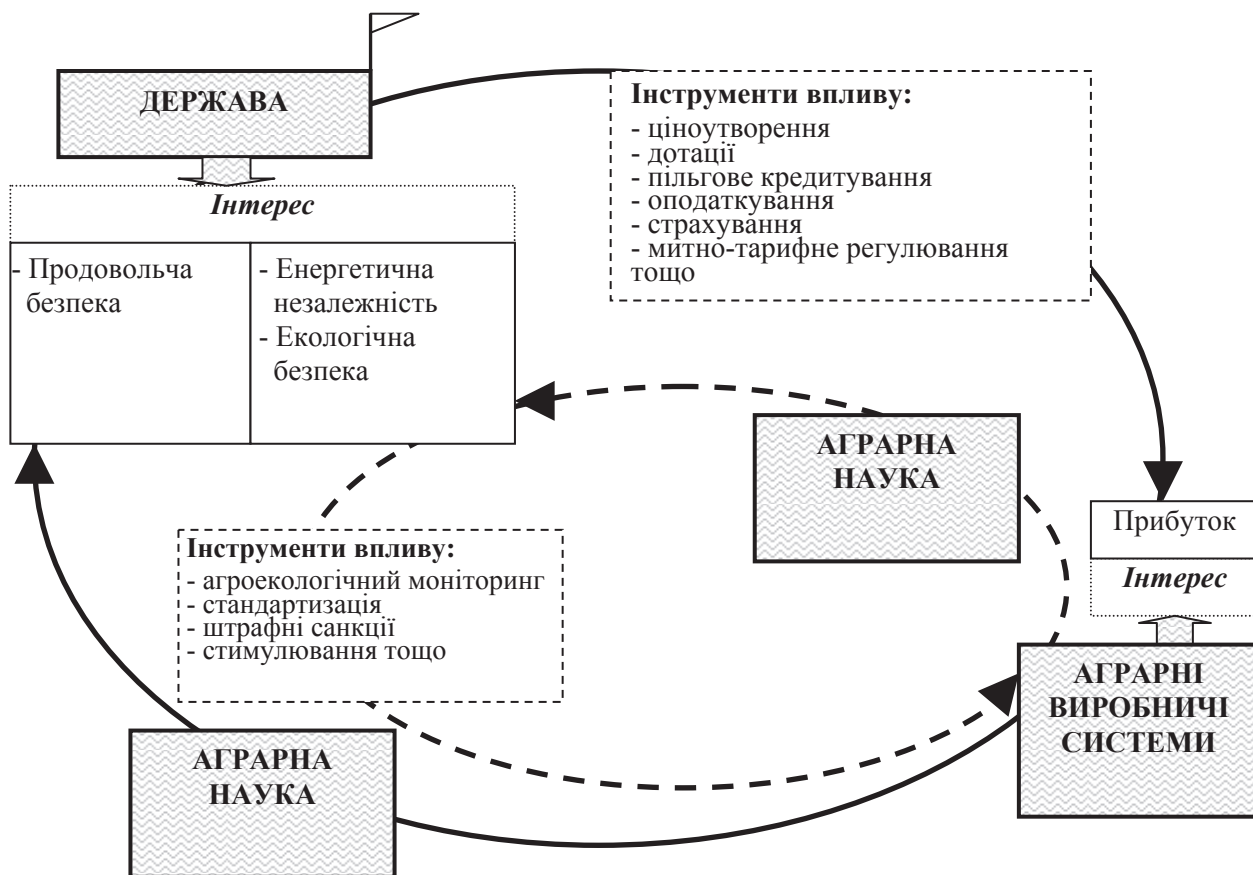 ДЕРЖАВА
Інтерес
- Продовольча
безпека
- Енергетична
незалежність
- Екологічна
безпека
Інструменти впливу:
- ціноутворення
- дотації
- пільгове кредитування
- оподаткування
- страхування
- митно-тарифне регулювання
тощо
АГРАРНА
НАУКА
Прибуток
Інтерес
Інструменти впливу:
- агроекологічний моніторинг
- стандартизація
- штрафні санкції
- стимулювання тощо
АГРАРНІ
ВИРОБНИЧІ
СИСТЕМИ
АГРАРНА
НАУКА